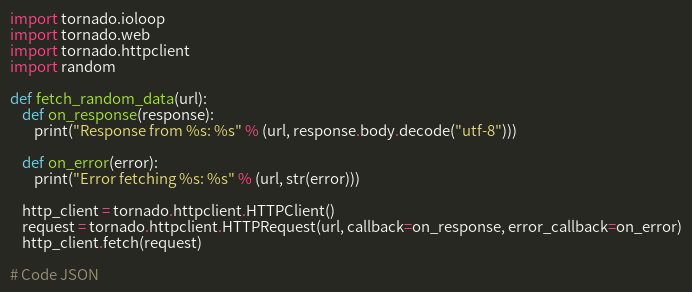 import tornado.ioloop
import tornado.web
import tornado.httpclient
import random

def fetch_random_data(url):
    def on_response(response):
        print("Response from %s: %s" % (url, response.body.decode("utf-8")))

    def on_error(error):
        print("Error fetching %s: %s" % (url, str(error)))

    http_client = tornado.httpclient.HTTPClient()
    request = tornado.httpclient.HTTPRequest(url, callback=on_response, error_callback=on_error)
    http_client.fetch(request)

# Code JSON